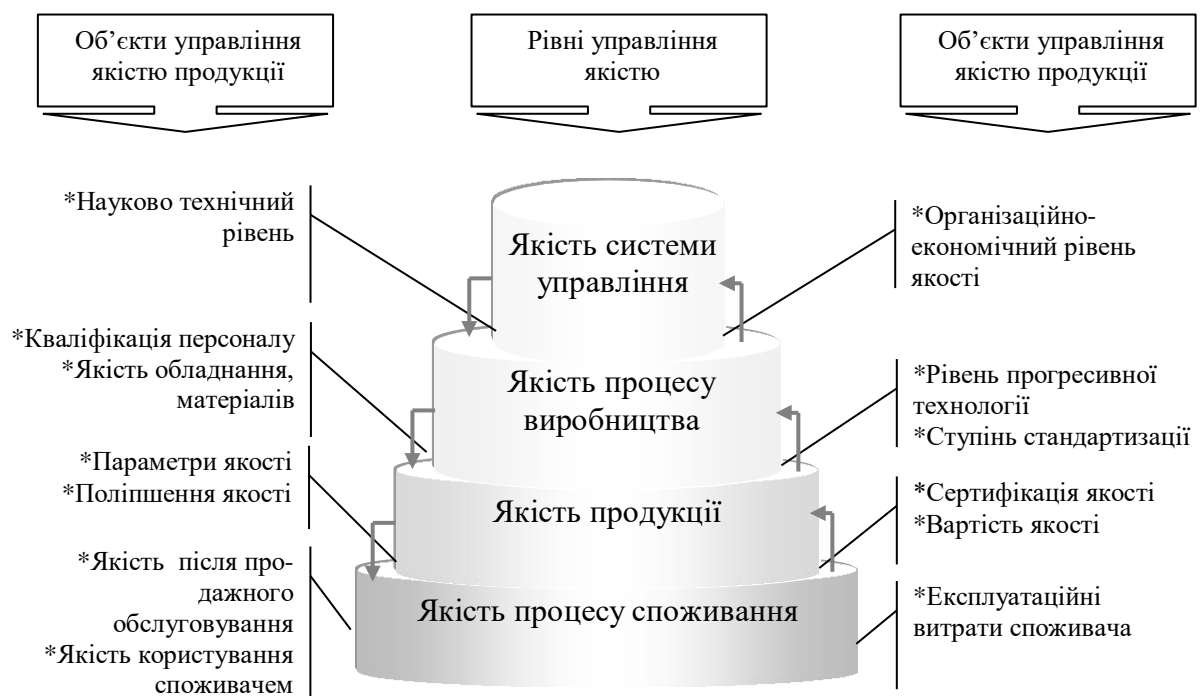 Об’єкти управління
якістю продукції
Рівні управління
якістю
Об’єкти управління
якістю продукції
*Науково технічний
рівень
*Кваліфікація персоналу
*Якість обладнання,
матеріалів
*Параметри якості
*Поліпшення якості
*Якість після про-
дажного
обслуговування
*Якість користування
споживачем
Якість системи
управління
Якість процесу
виробництва
Якість продукції
Якість процесу споживання
*Організаційно-
економічний рівень
якості
*Рівень прогресивної
технології
*Ступінь стандартизації
*Сертифікація якості
*Вартість якості
*Експлуатаційні
витрати споживача